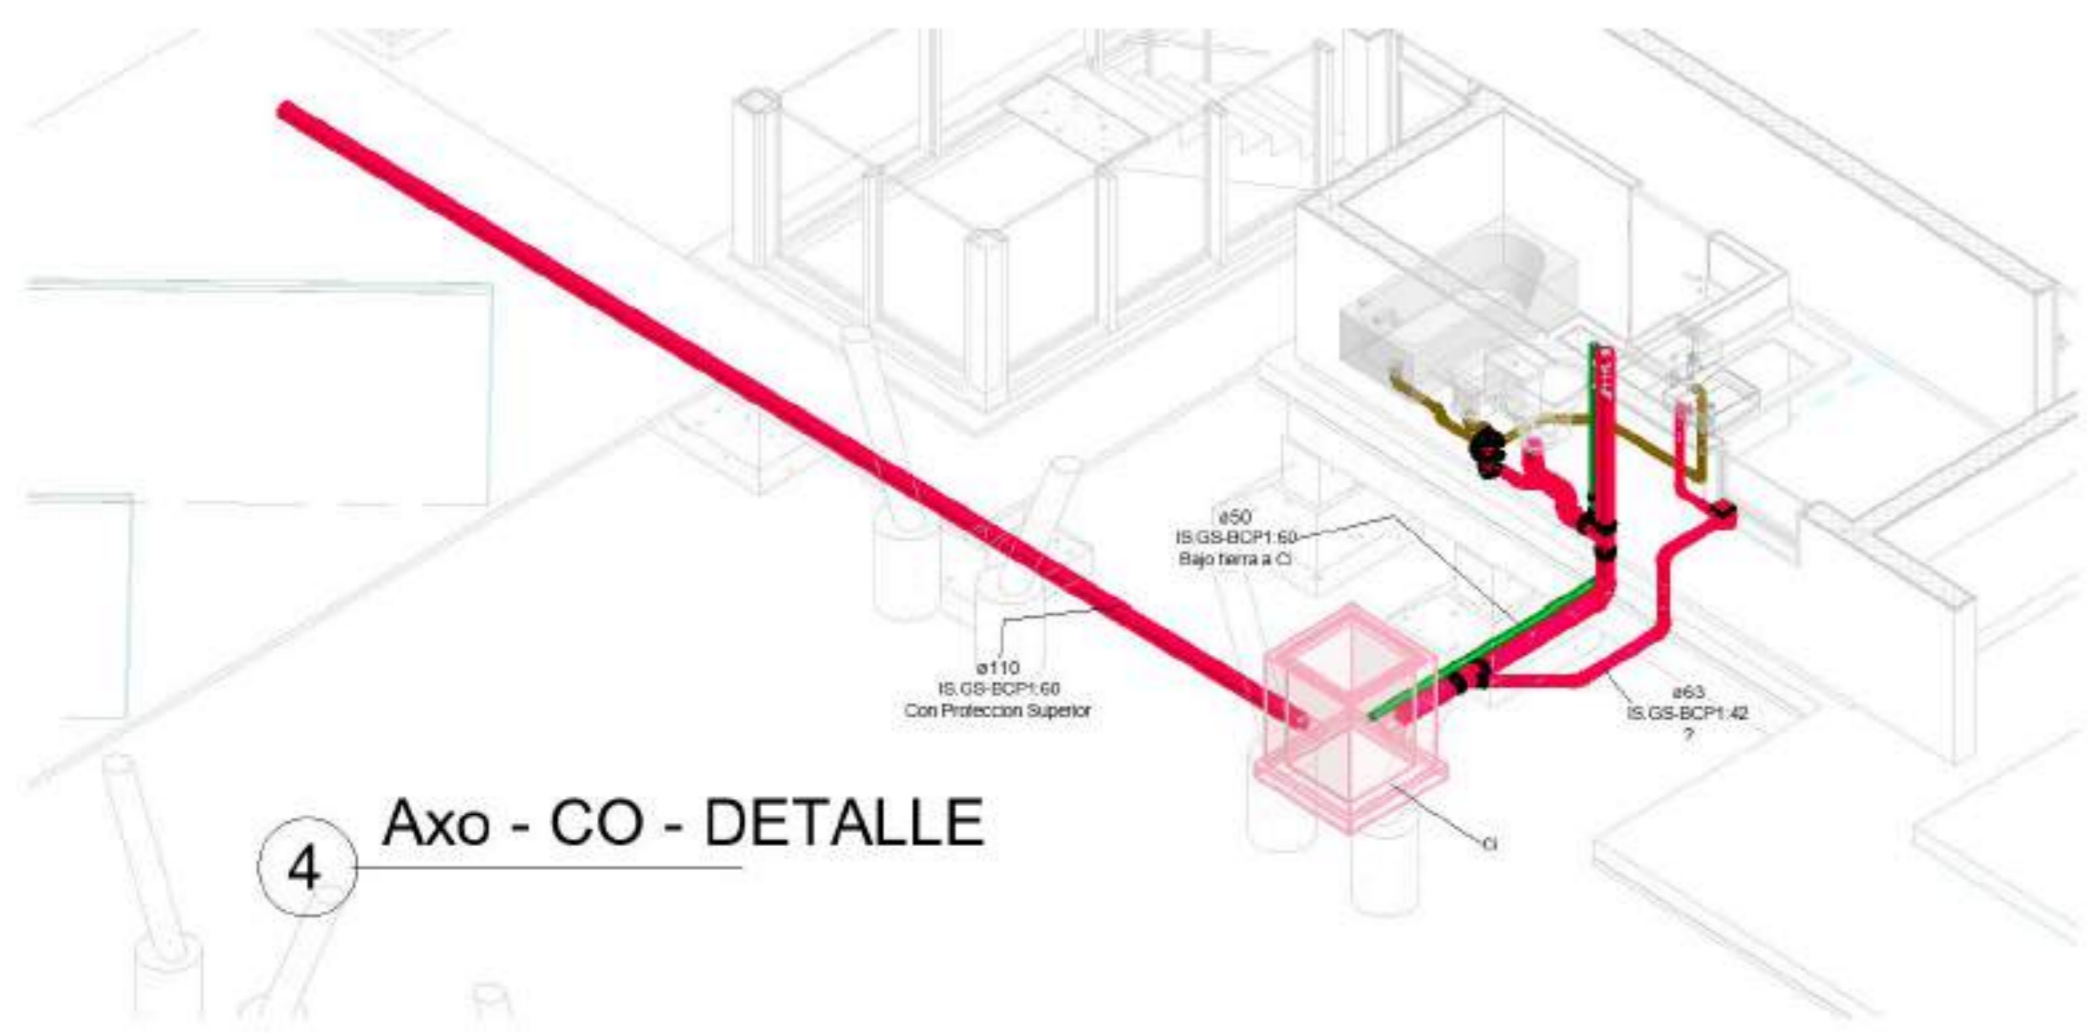 ø50
IS.GS-BCP1:60
Bajo tierra a CI
ø110
IS.GS-BCP1:60
Con Proteccion Superior
ø63
IS.GS-BCP1:42
?
CI
4
Axo - CO - DETALLE